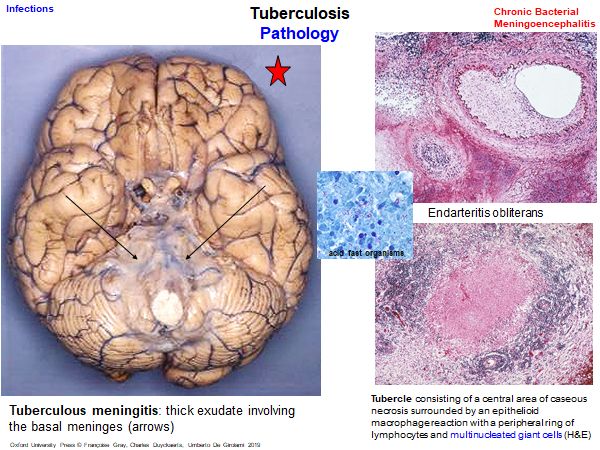 Infections
Tuberculosis
Pathology
Chronic Bacterial
Meningoencephalitis
Endarteritis obliterans
acid fast organisms
Tuberculous meningitis: thick exudate involving
the basal meninges (arrows)
Tubercle consisting of a central area of caseous
necrosis surrounded by an epithelioid
macrophage reaction with a peripheral ring of
lymphocytes and multinucleated giant cells (H&E)
Oxford University Press © Françoise Gray, Charles Duyckaerts, Umberto De Girolami 2019